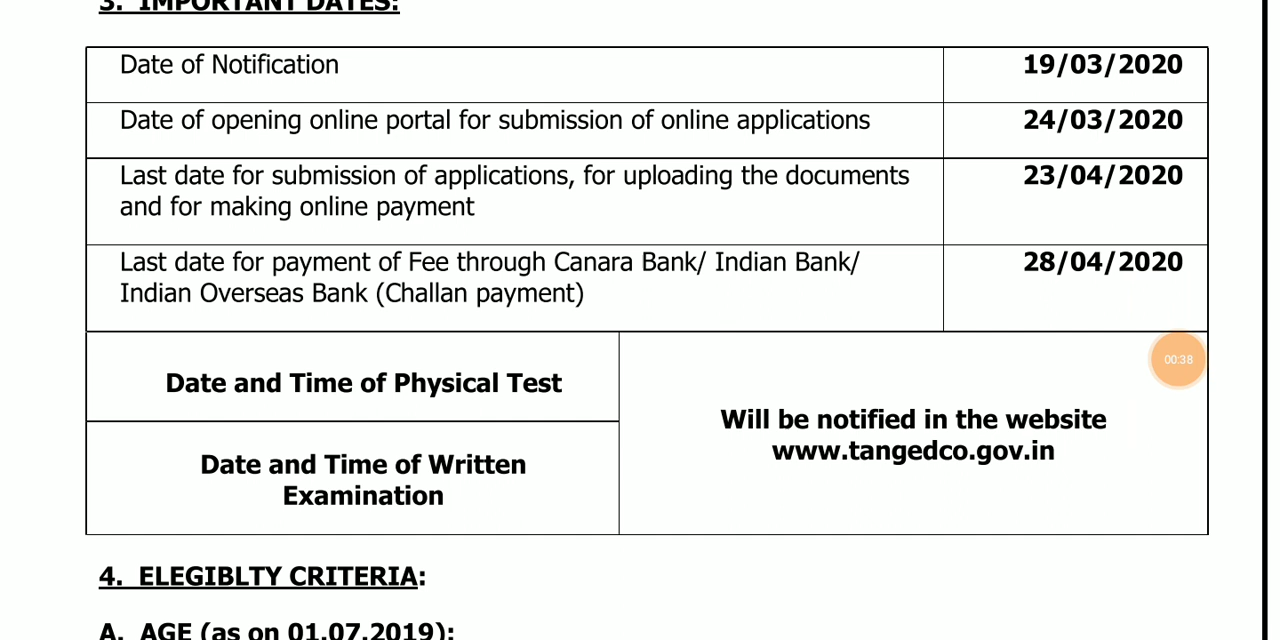 3. IMPORTANT DATES:
Date of Notification 19/03/2020
Date of opening online portal for submission of online applications 24/03/2020
Last date for submission of applications, for uploading the documents 23/04/2020
and for making online payment
Last date for payment of Fee through Canara Bank/ Indian Bank/ 28/04/2020
Indian Overseas Bank (Challan payment)
00:38
Date and Time of Physical Test
Will be notified in the website
www.tangedco.gov.in
Date and Time of Written
Examination
4. ELEGIBLTY CRITERIA:
A. AGE (as on 01.07.2019):